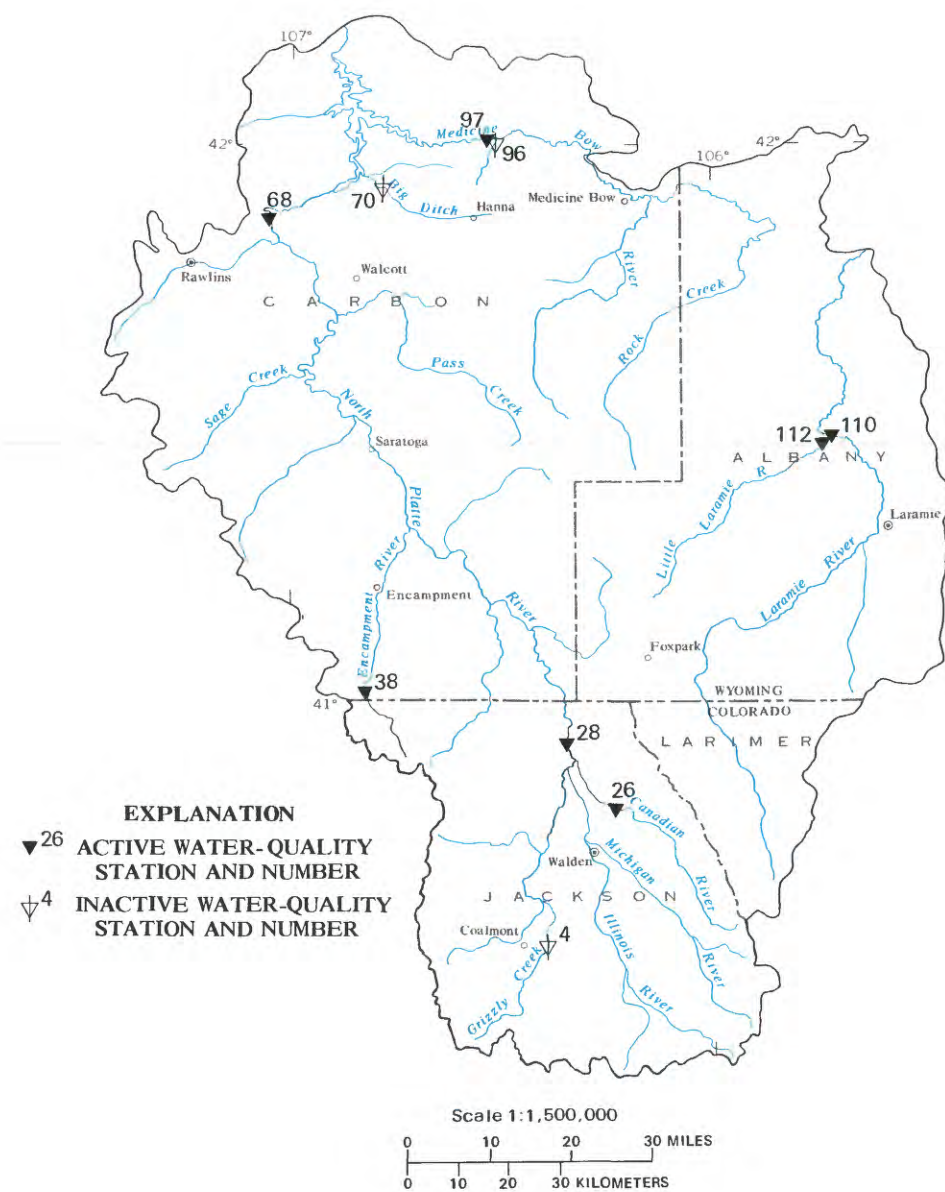 107°
97
Medicine
Bow
42°
96
106°
42°
68
70
Big
Ditch
Hanna
Medicine Bow
Rawlins
Walcott
River
CARBON
Creek
Rock
Pass
Creek
Sage
Creek
North
Saratoga
112
110
ALBANY
Platte
Little
Laramie
R
Laramie
River
Encampment
Encampment
River
Laramie
River
Foxpark
38
41°
WYOMING
COLORADO
28
LARIMER
26
Canadian
River
EXPLANATION
26 ACTIVE WATER-QUALITY
STATION AND NUMBER
4 INACTIVE WATER-QUALITY
STATION AND NUMBER
Walden
Michigan
River
JACKSON
Coalmont
4
Illinois
River
Grizzly
Creek
Scale 1:1,500,000
0 10 20 30 MILES
0 10 20 30 KILOMETERS